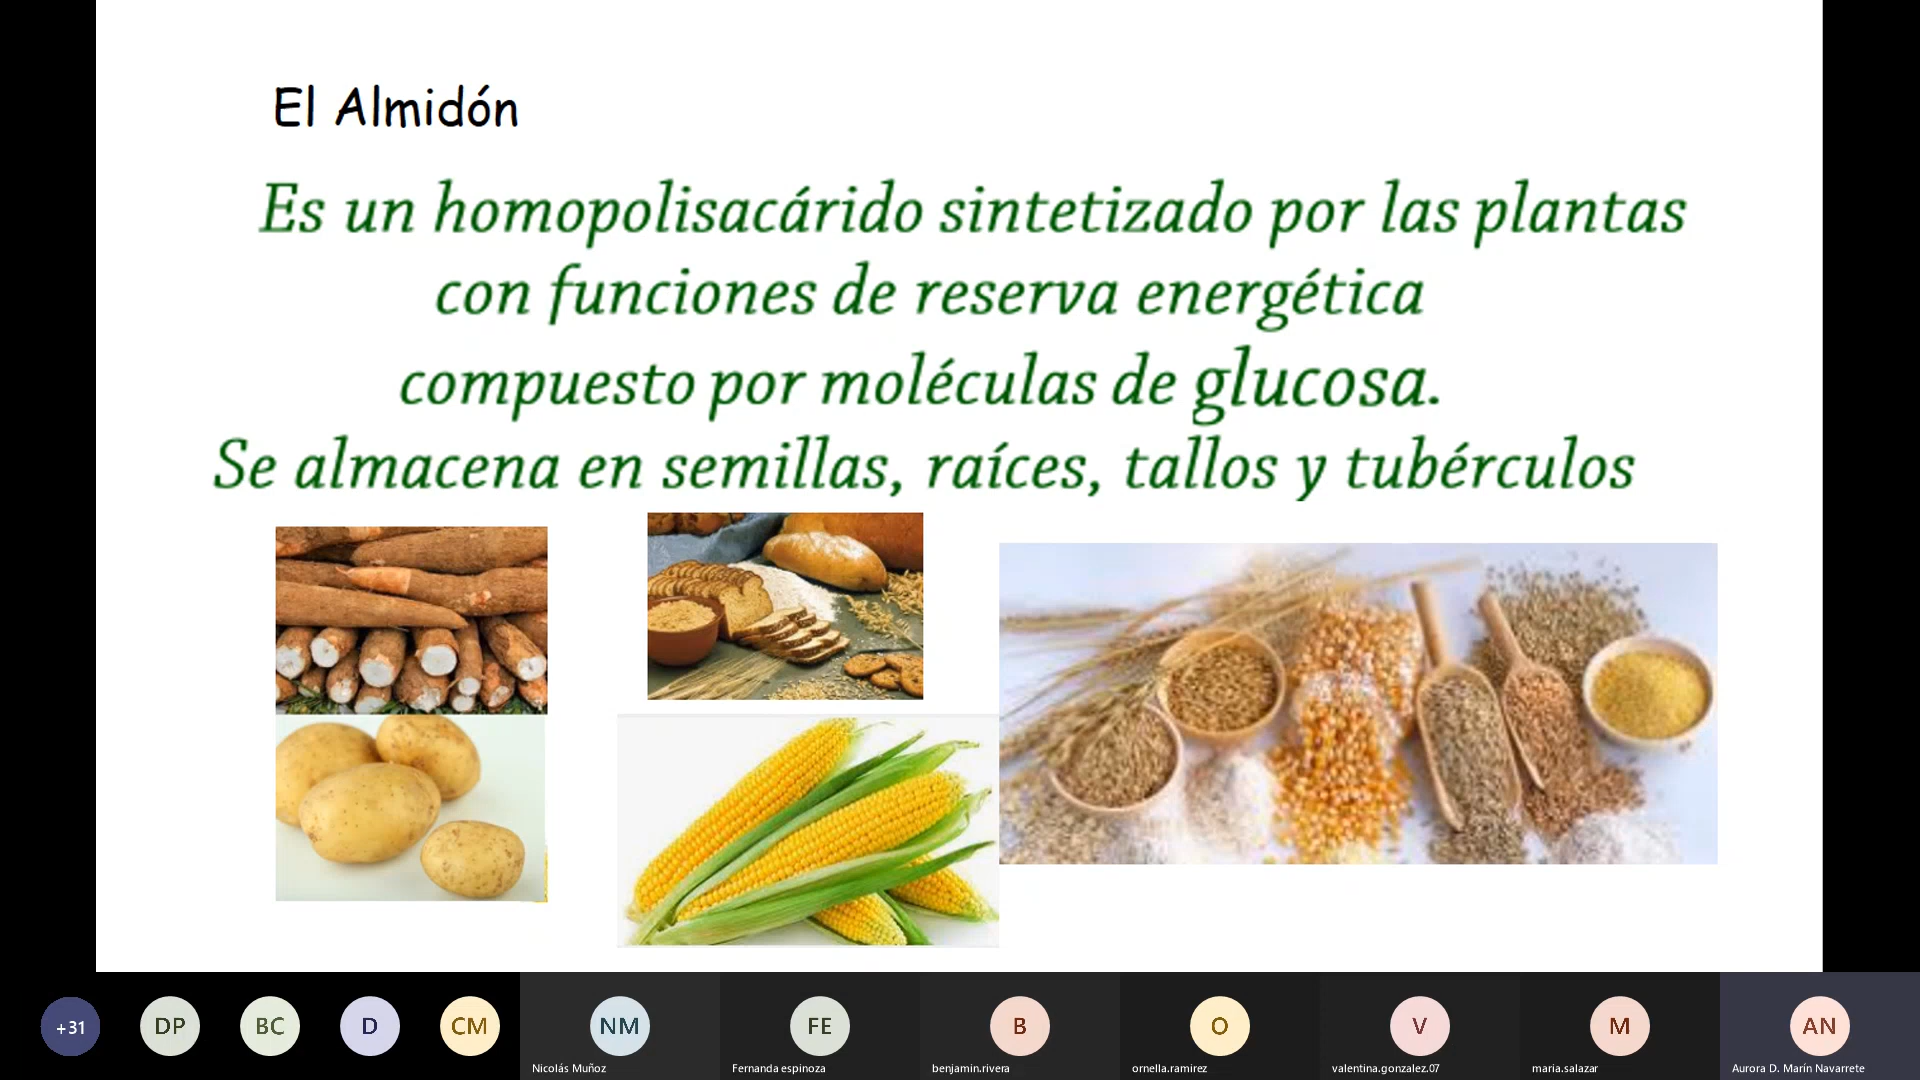 El Almidón
Es un homopolisacárido sintetizado por las plantas
con funciones de reserva energética
compuesto por moléculas de glucosa.
Se almacena en semillas, raíces, tallos y tubérculos
+31
DP
BC
D
CM
NM
FE
B
O
V
M
AN
Nicolás Muñoz
Fernanda espinoza
benjamin.rivera
ornella.ramirez
valentina.gonzalez.07
maria.salazar
Aurora D. Marín Navarrete